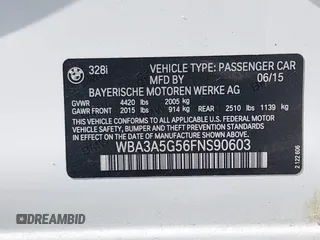 328i VEHICLE TYPE: PASSENGER CAR
MFD BY 06/15
BAYERISCHE MOTOREN WERKE AG
GVWR 4420 lbs 2005 kg
GAWR FRONT 2015 lbs 914 kg REAR 2510 lbs 1139 kg
THIS VEHICLE CONFORMS TO ALL APPLICABLE FEDERAL
MOTOR VEHICLE SAFETY, BUMPER, AND THEFT
PREVENTION STANDARDS IN EFFECT ON THE DATE OF
MANUFACTURE SHOWN ABOVE.
WBA3A5G56FNS90603
2 122 606
DREAMBID